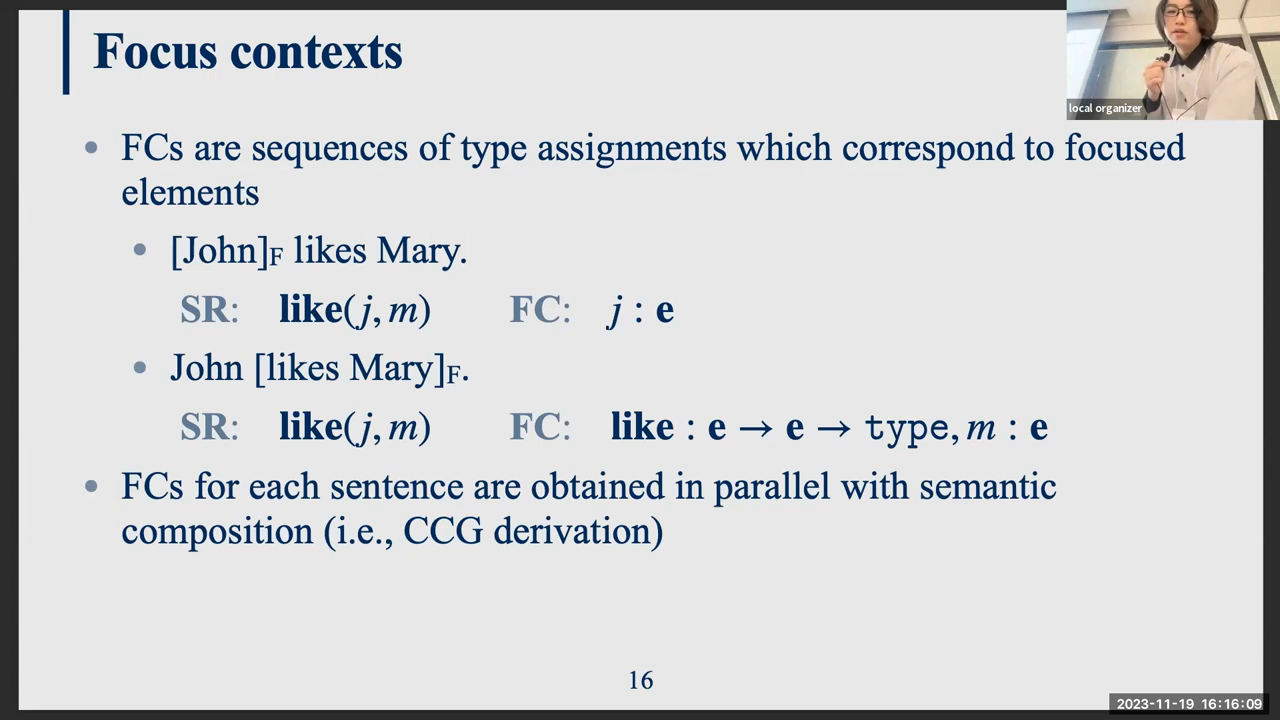 Focus contexts
local organizer
• FCs are sequences of type assignments which correspond to focused
elements
• [John]F likes Mary.
SR: like(j, m) FC: j : e
• John [likes Mary]F.
SR: like(j, m) FC: like : e → e → type, m : e
• FCs for each sentence are obtained in parallel with semantic
composition (i.e., CCG derivation)
16
2023-11-19 16:16:09